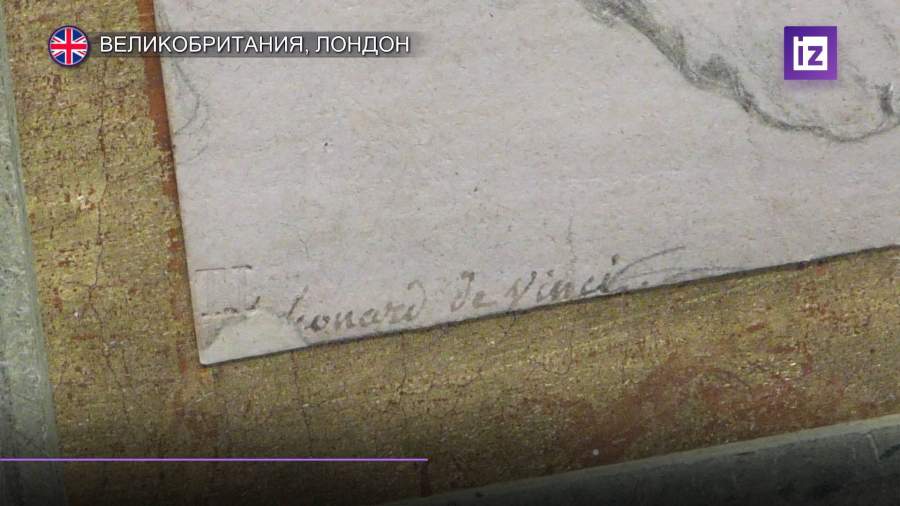 ВЕЛИКОБРИТАНИЯ, ЛОНДОН
iz
Leonard de Vinci